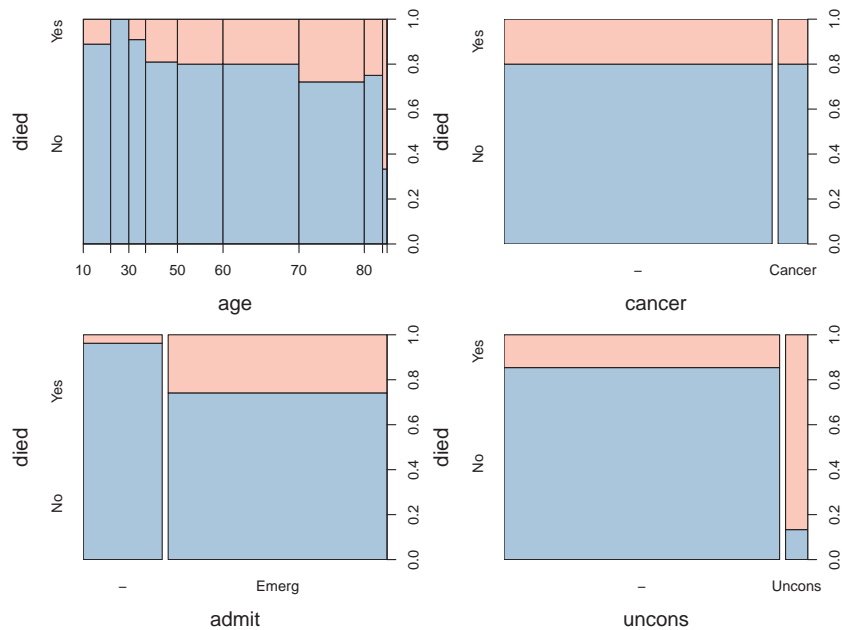 died
Yes
No
0.0 0.2 0.4 0.6 0.8 1.0
10 30 50 60 70 80
age
died
Yes
No
0.0 0.2 0.4 0.6 0.8 1.0
– Cancer
cancer
died
Yes
No
0.0 0.2 0.4 0.6 0.8 1.0
– Emerg
admit
died
Yes
No
0.0 0.2 0.4 0.6 0.8 1.0
– Uncons
uncons